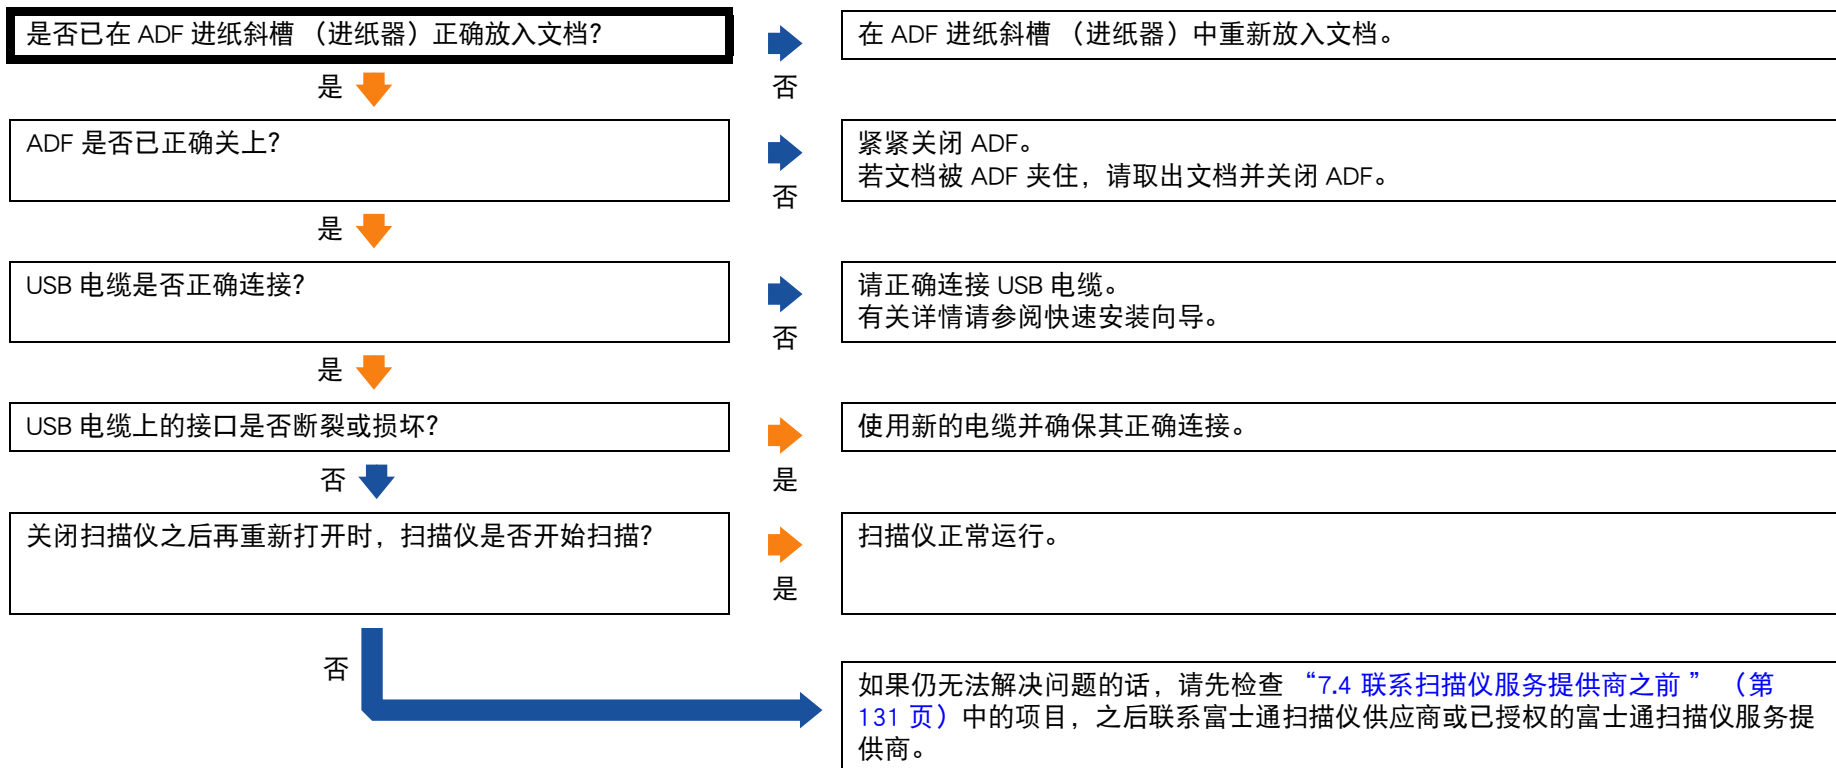 是否已在 ADF 进纸斜槽 （进纸器）正确放入文档？
在 ADF 进纸斜槽 （进纸器）中重新放入文档。
是
否
ADF 是否已正确关上？
紧紧关闭 ADF。
若文档被 ADF 夹住，请取出文档并关闭 ADF。
否
是
USB 电缆是否正确连接？
请正确连接 USB 电缆。
有关详情请参阅快速安装向导。
否
是
USB 电缆上的接口是否断裂或损坏？
使用新的电缆并确保其正确连接。
否
是
关闭扫描仪之后再重新打开时，扫描仪是否开始扫描？
扫描仪正常运行。
是
否
如果仍无法解决问题的话，请先检查 “7.4 联系扫描仪服务提供商之前 ” （第
131 页）中的项目，之后联系富士通扫描仪供应商或已授权的富士通扫描仪服务提
供商。